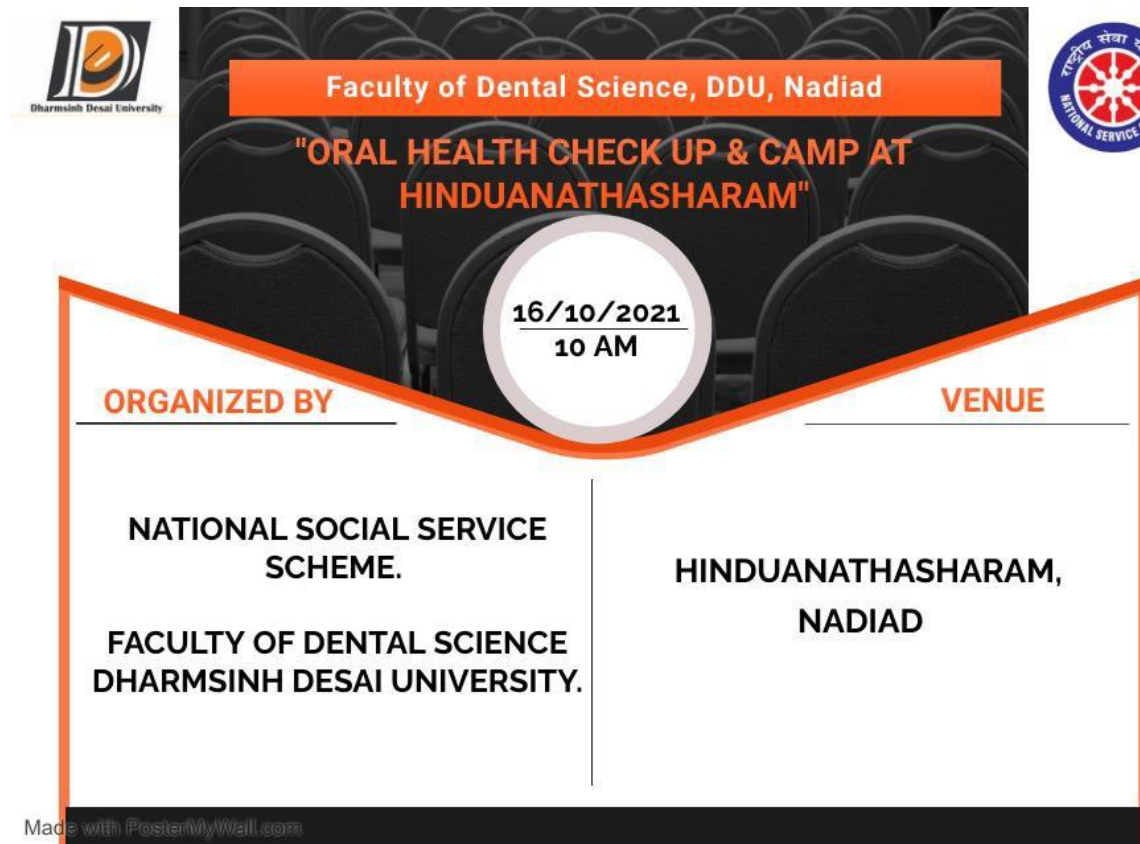 Dharmsinh Desai University
Faculty of Dental Science, DDU, Nadiad
राष्ट्रीय सेवा
NATIONAL SERVICE
"ORAL HEALTH CHECK UP & CAMP AT
HINDUANATHASHARAM"
16/10/2021
10 AM
ORGANIZED BY
NATIONAL SOCIAL SERVICE
SCHEME.
FACULTY OF DENTAL SCIENCE
DHARMSINH DESAI UNIVERSITY.
VENUE
HINDUANATHASHARAM,
NADIAD
Made with PosterMyWall.com